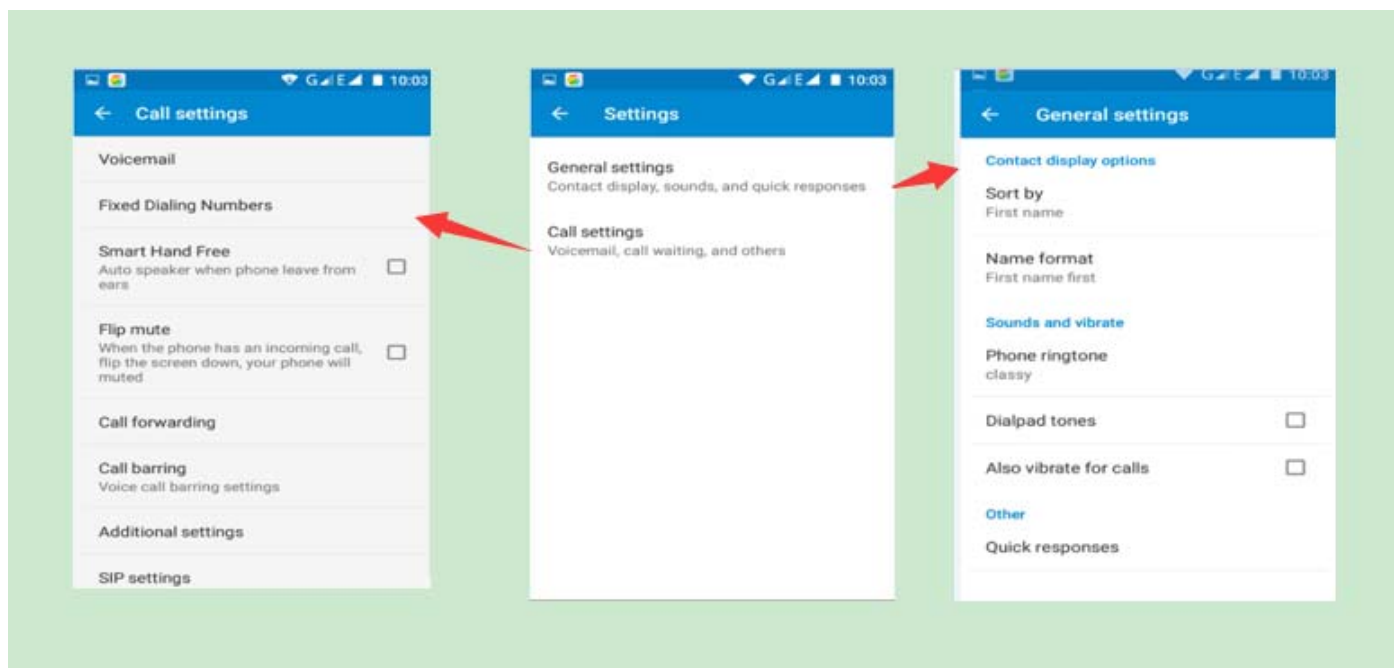 G E 10:03
Call settings
Voicemail
Fixed Dialing Numbers
Smart Hand Free
Auto speaker when phone leave from
ears
Flip mute
When the phone has an incoming call,
flip the screen down, your phone will
muted
Call forwarding
Call barring
Voice call barring settings
Additional settings
SIP settings
G E 10:03
Settings
General settings
Contact display, sounds, and quick responses
Call settings
Voicemail, call waiting, and others
G E 10:03
General settings
Contact display options
Sort by
First name
Name format
First name first
Sounds and vibrate
Phone ringtone
classy
Dialpad tones
Also vibrate for calls
Other
Quick responses